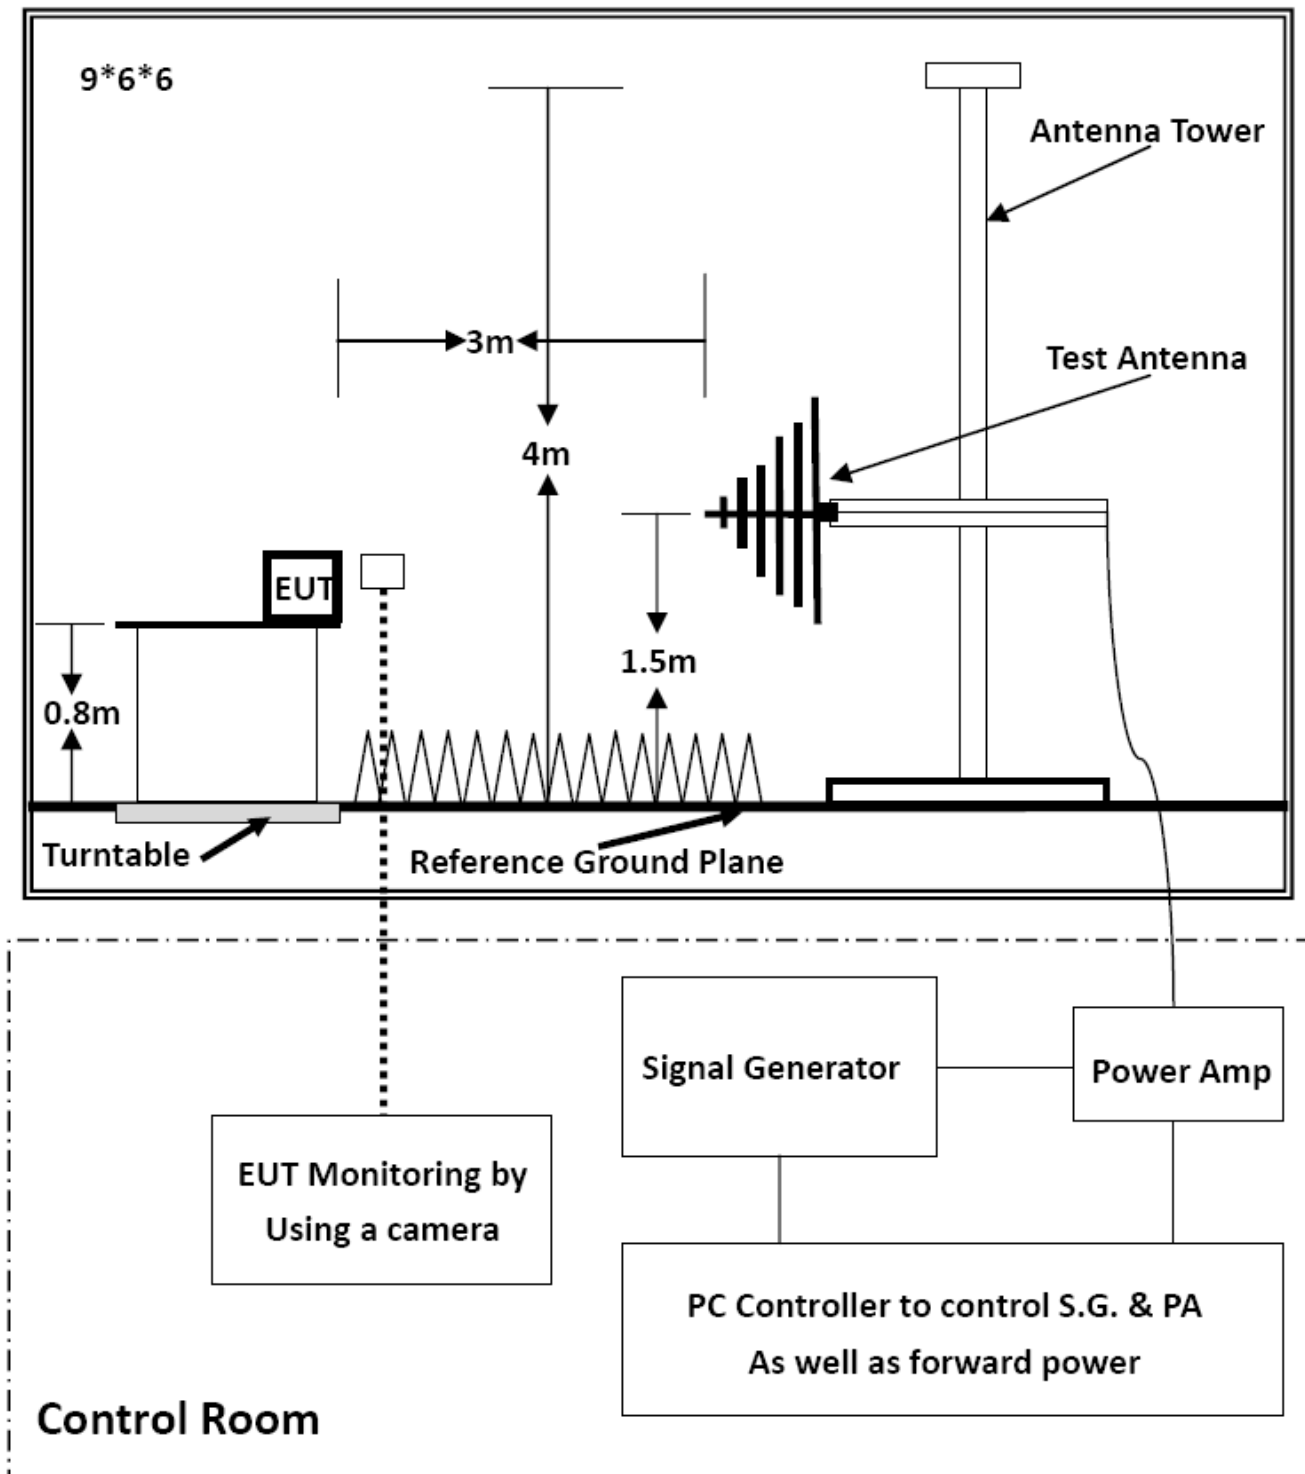 9*6*6
Antenna Tower
3m
Test Antenna
4m
EUT
1.5m
0.8m
Turntable
Reference Ground Plane
Signal Generator
Power Amp
EUT Monitoring by
Using a camera
PC Controller to control S.G. & PA
As well as forward power
Control Room